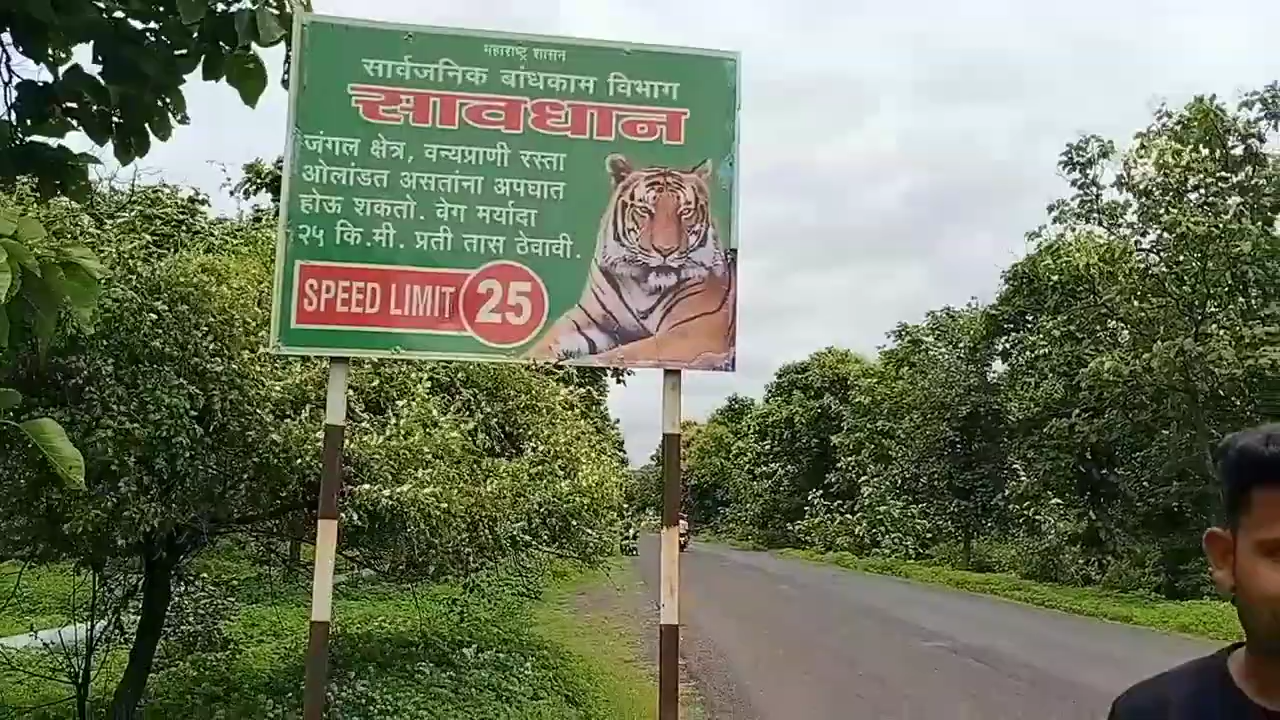 महाराष्ट्र शासन
सार्वजनिक बांधकाम विभाग
सावधान
जंगल क्षेत्र, वन्यप्राणी रस्ता
ओलांडत असतांना अपघात
होऊ शकतो. वेग मर्यादा
२५ कि.मी. प्रती तास ठेवावी.
SPEED LIMIT 25